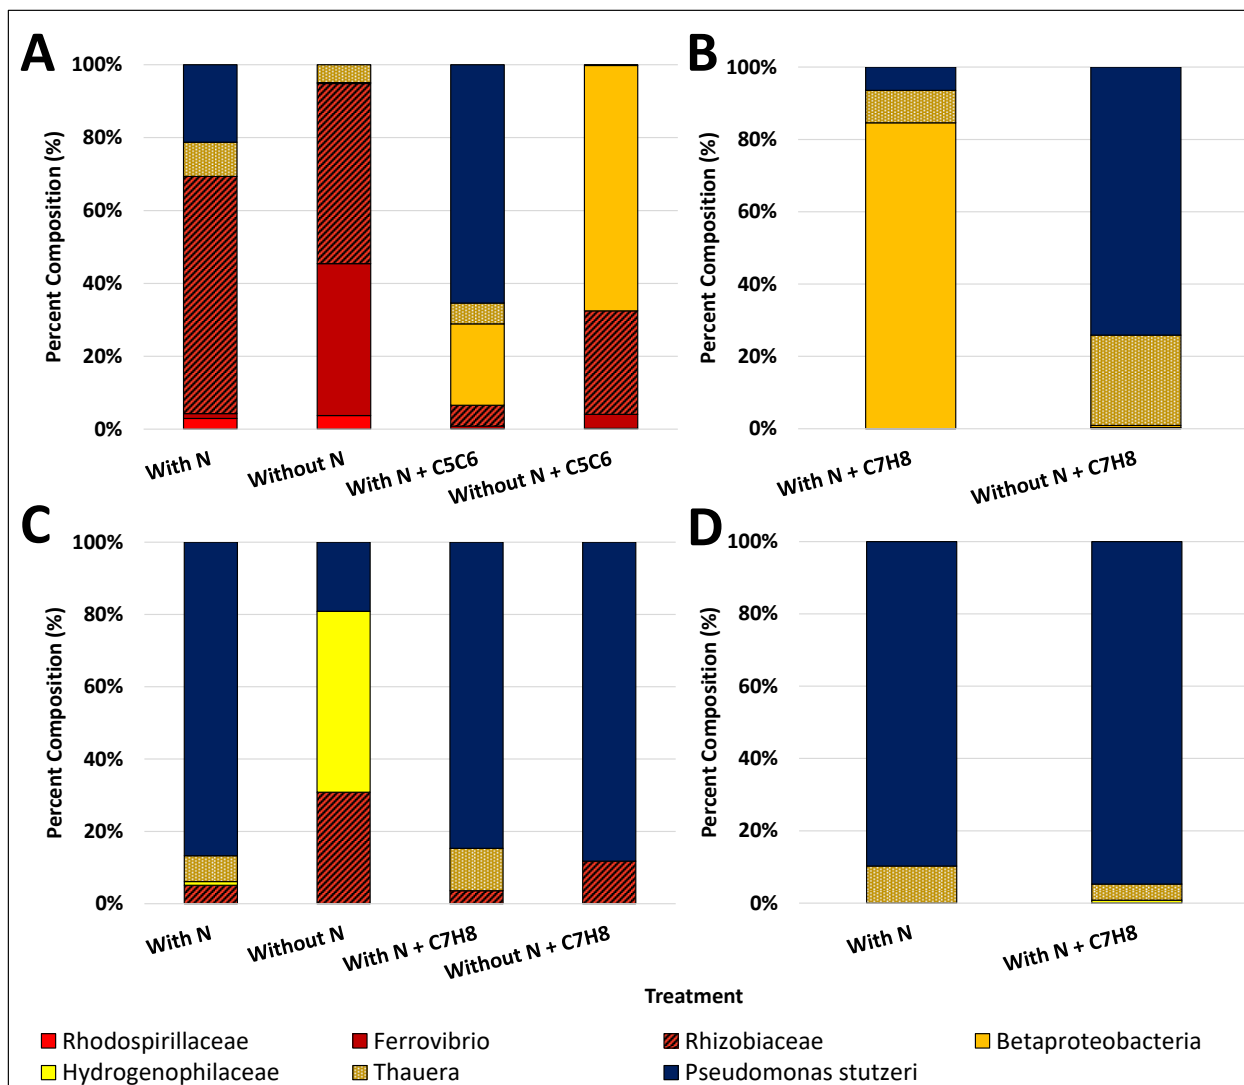 A
Percent Composition (%)
100%
80%
60%
40%
20%
0%
With N
Without N
With N + C5C6
Without N + C5C6
B
Percent Composition (%)
100%
80%
60%
40%
20%
0%
With N + C7H8
Without N + C7H8
C
Percent Composition (%)
100%
80%
60%
40%
20%
0%
With N
Without N
With N + C7H8
Without N + C7H8
D
Percent Composition (%)
100%
80%
60%
40%
20%
0%
With N
With N + C7H8
Treatment
Rhodospirillaceae
Ferrovibrio
Rhizobiaceae
Betaproteobacteria
Hydrogenophilaceae
Thauera
Pseudomonas stutzeri